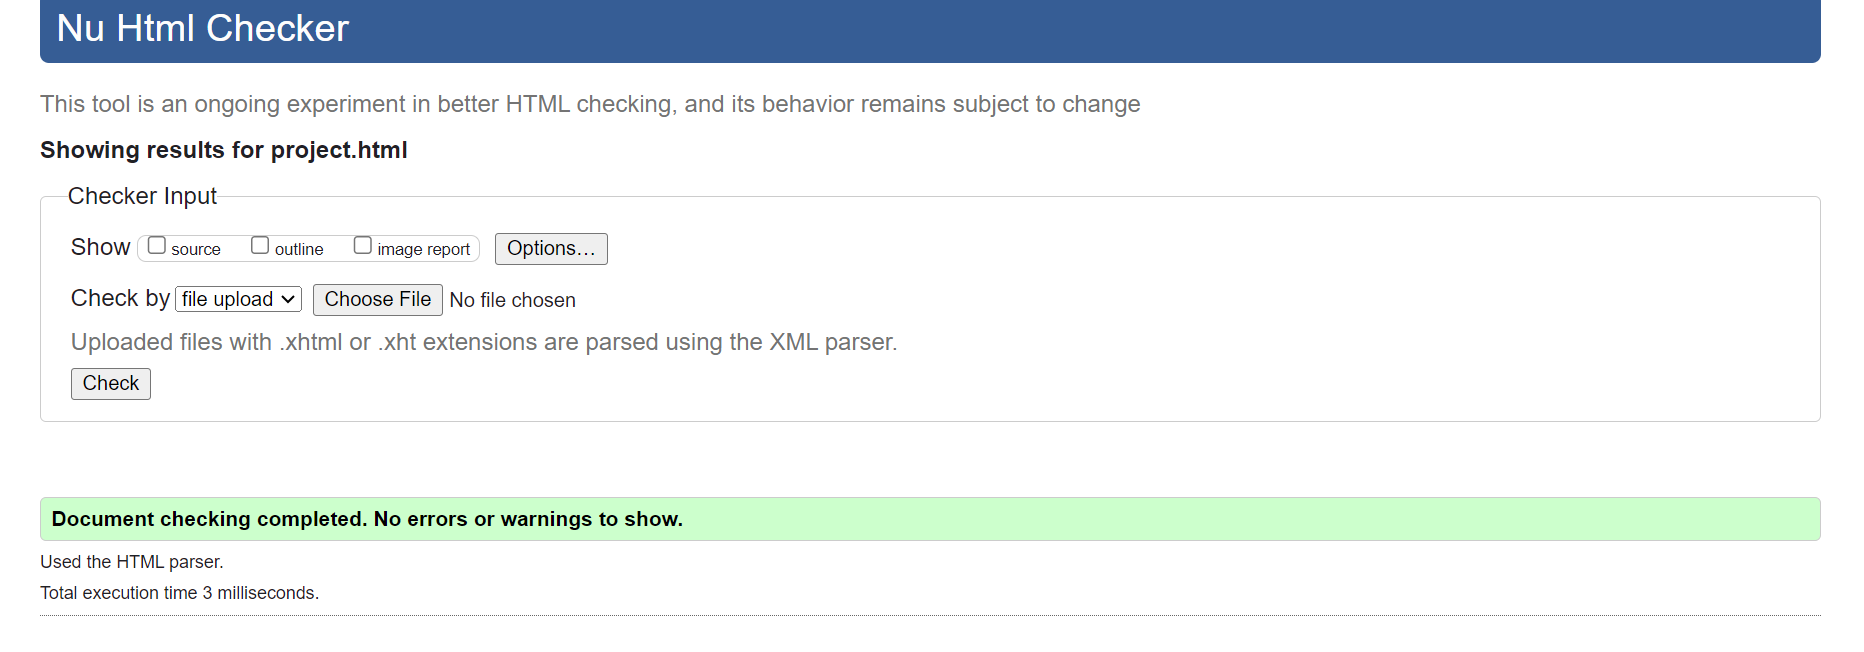 Nu Html Checker
This tool is an ongoing experiment in better HTML checking, and its behavior remains subject to change
Showing results for project.html
Checker Input
Show source outline image report Options…
Check by file upload Choose File No file chosen
Uploaded files with .xhtml or .xht extensions are parsed using the XML parser.
Check
Document checking completed. No errors or warnings to show.
Used the HTML parser.
Total execution time 3 milliseconds.